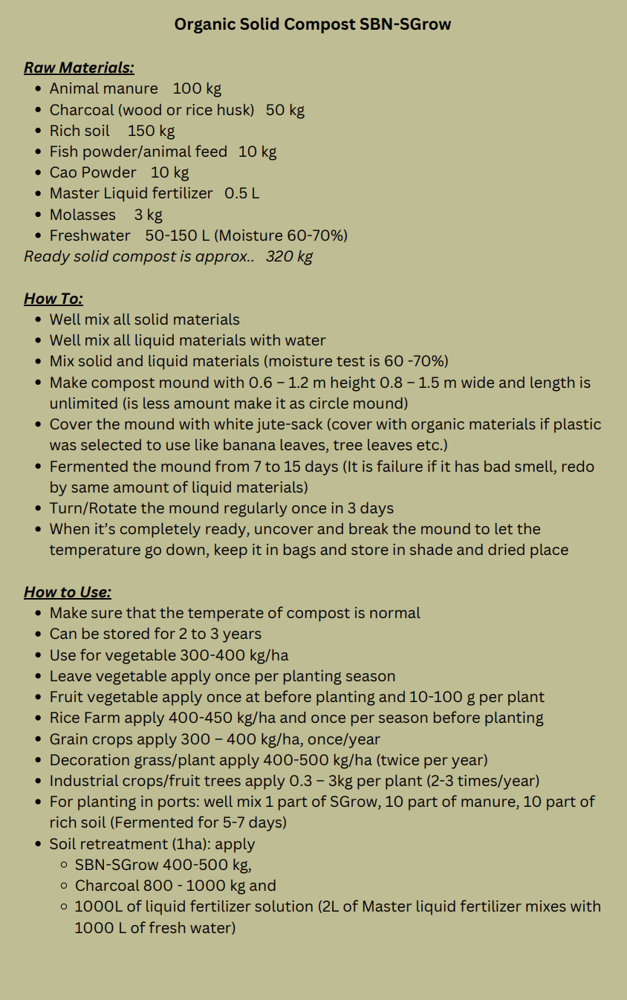 Organic Solid Compost SBN-SGrow
Raw Materials:
• Animal manure 100 kg
• Charcoal (wood or rice husk) 50 kg
• Rich soil 150 kg
• Fish powder/animal feed 10 kg
• Cao Powder 10 kg
• Master Liquid fertilizer 0.5 L
• Molasses 3 kg
• Freshwater 50-150 L (Moisture 60-70%)
Ready solid compost is approx.. 320 kg
How To:
• Well mix all solid materials
• Well mix all liquid materials with water
• Mix solid and liquid materials (moisture test is 60 -70%)
• Make compost mound with 0.6 – 1.2 m height 0.8 – 1.5 m wide and length is
unlimited (is less amount make it as circle mound)
• Cover the mound with white jute-sack (cover with organic materials if plastic
was selected to use like banana leaves, tree leaves etc.)
• Fermented the mound from 7 to 15 days (It is failure if it has bad smell, redo
by same amount of liquid materials)
• Turn/Rotate the mound regularly once in 3 days
• When it’s completely ready, uncover and break the mound to let the
temperature go down, keep it in bags and store in shade and dried place
How to Use:
• Make sure that the temperate of compost is normal
• Can be stored for 2 to 3 years
• Use for vegetable 300-400 kg/ha
• Leave vegetable apply once per planting season
• Fruit vegetable apply once at before planting and 10-100 g per plant
• Rice Farm apply 400-450 kg/ha and once per season before planting
• Grain crops apply 300 – 400 kg/ha, once/year
• Decoration grass/plant apply 400-500 kg/ha (twice per year)
• Industrial crops/fruit trees apply 0.3 – 3kg per plant (2-3 times/year)
• For planting in ports: well mix 1 part of SGrow, 10 part of manure, 10 part of
rich soil (Fermented for 5-7 days)
• Soil retreatment (1ha): apply
◦ SBN-SGrow 400-500 kg,
◦ Charcoal 800 - 1000 kg and
◦ 1000L of liquid fertilizer solution (2L of Master liquid fertilizer mixes with
1000 L of fresh water)